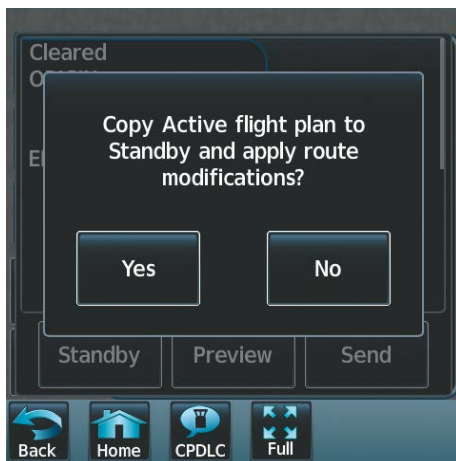 Cleared
Copy Active flight plan to
Standby and apply route
modifications?
Yes No
Standby Preview Send
Back Home CPDLC Full